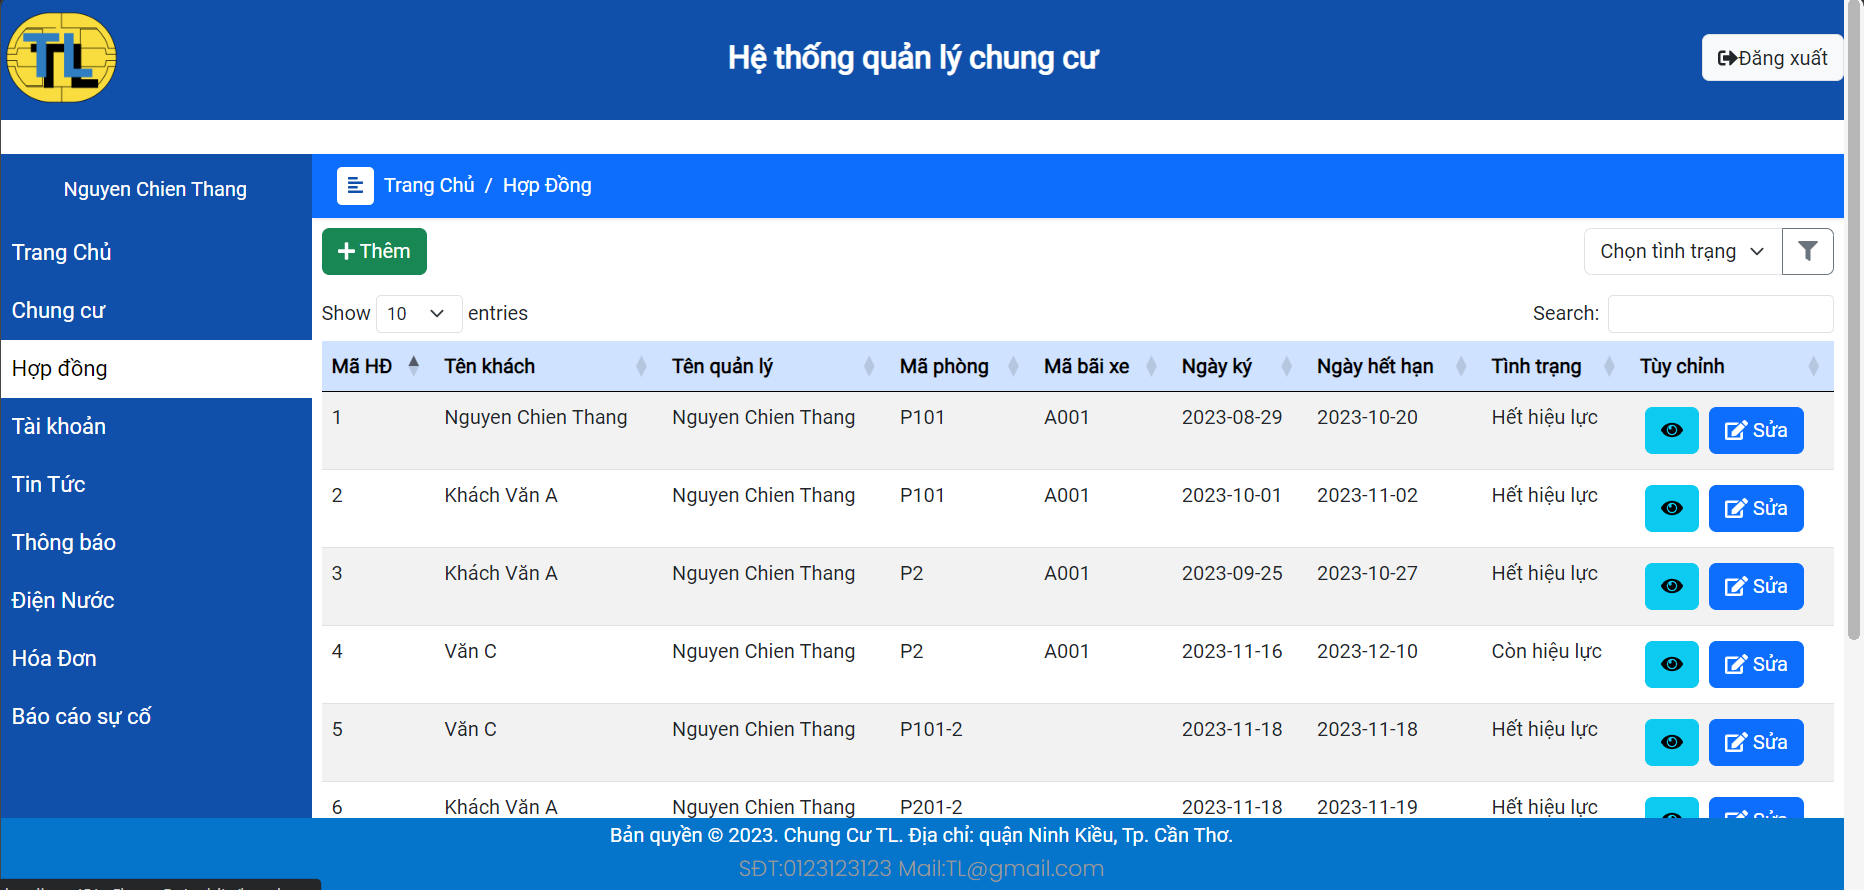 TL
Hệ thống quản lý chung cư
Đăng xuất
Nguyen Chien Thang
Trang Chủ / Hợp Đồng
Trang Chủ
Chung cư
Hợp đồng
Tài khoản
Tin Tức
Thông báo
Điện Nước
Hóa Đơn
Báo cáo sự cố
Thêm
Chọn tình trạng
Show 10 entries
Search:
Mã HĐ Tên khách Tên quản lý Mã phòng Mã bãi xe Ngày ký Ngày hết hạn Tình trạng Tùy chỉnh
1 Nguyen Chien Thang Nguyen Chien Thang P101 A001 2023-08-29 2023-10-20 Hết hiệu lực Sửa
2 Khách Văn A Nguyen Chien Thang P101 A001 2023-10-01 2023-11-02 Hết hiệu lực Sửa
3 Khách Văn A Nguyen Chien Thang P2 A001 2023-09-25 2023-10-27 Hết hiệu lực Sửa
4 Văn C Nguyen Chien Thang P2 A001 2023-11-16 2023-12-10 Còn hiệu lực Sửa
5 Văn C Nguyen Chien Thang P101-2 2023-11-18 2023-11-18 Hết hiệu lực Sửa
6 Khách Văn A Nguyen Chien Thang P201-2 2023-11-18 2023-11-19 Hết hiệu lực
Bản quyền © 2023. Chung Cư TL. Địa chỉ: quận Ninh Kiều, Tp. Cần Thơ.
SĐT:0123123123 Mail:TL@gmail.com